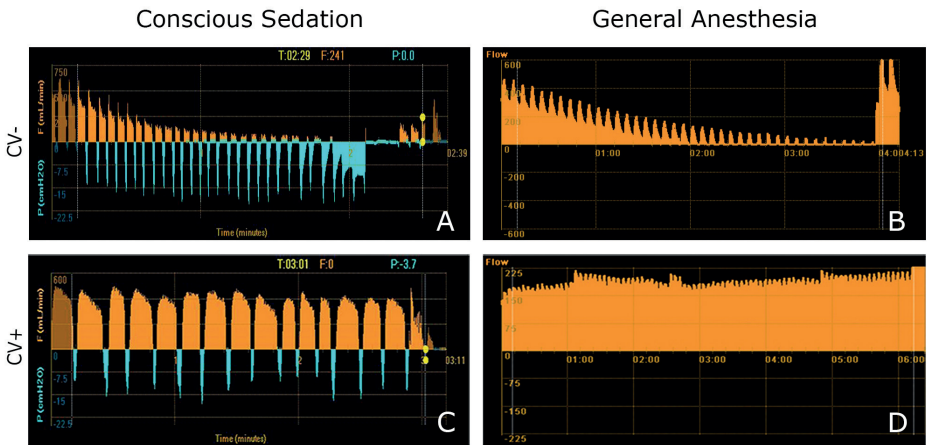 Conscious Sedation
General Anesthesia
CV-
T:02:29 F:241 P:0.0
750
F (mL/min)
0
-7.5
-15
-22.5
P (cmH2O)
2
02:39
Time (minutes)
A
Flow
600
400
200
0
-200
-400
-600
01:00 02:00 03:00 04:00 04:13
B
CV+
T:03:01 F:0 P:-3.7
600
F (mL/min)
0
-7.5
-15
-22.5
P (cmH2O)
1 2 03:11
Time (minutes)
C
Flow
225
150
75
0
-75
-150
-225
01:00 02:00 03:00 04:00 05:00 06:00
D